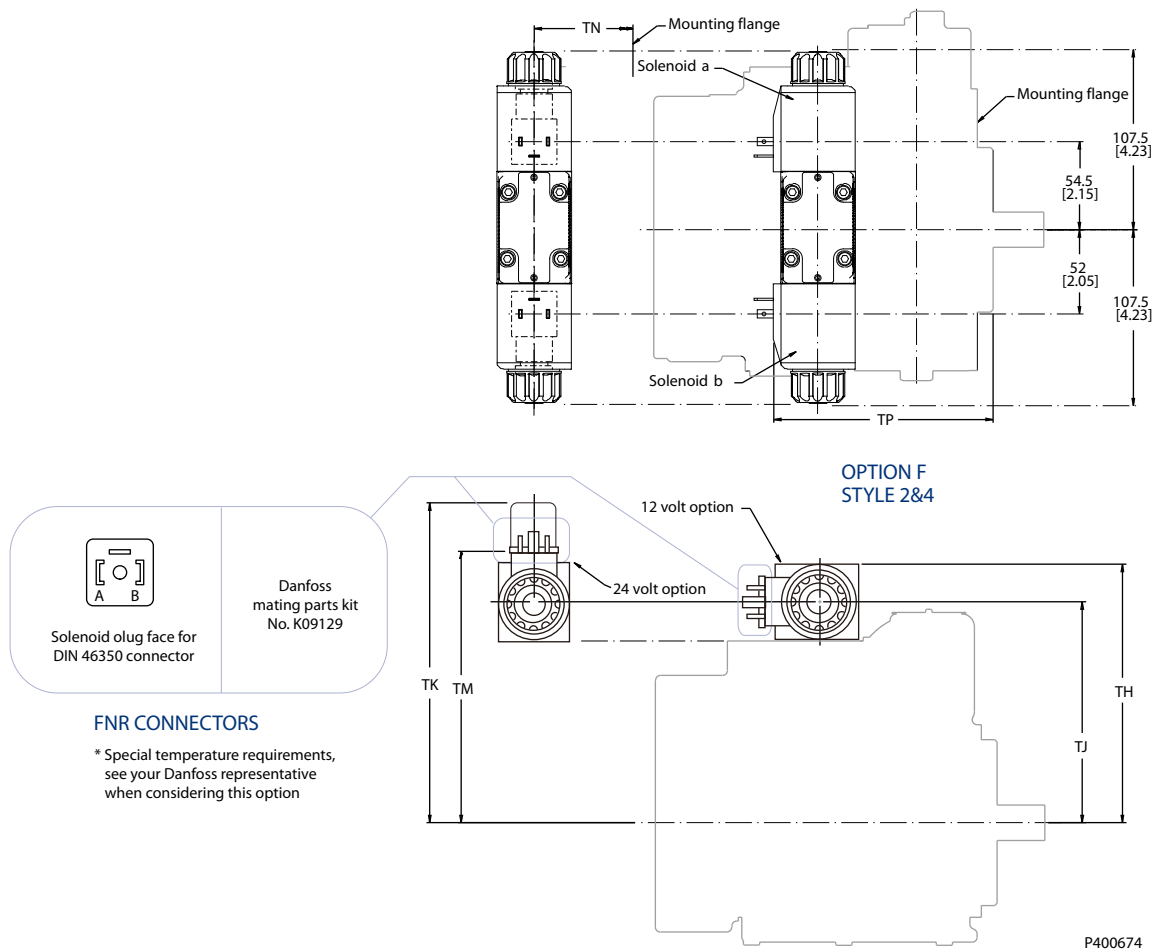 TN
Mounting flange
Solenoid a
Mounting flange
107.5
[4.23]
54.5
[2.15]
52
[2.05]
107.5
[4.23]
Solenoid b
TP
OPTION F
STYLE 2&4
12 volt option
24 volt option
A B
Solenoid olug face for
DIN 46350 connector
Danfoss
mating parts kit
No. K09129
TK
TM
TH
TJ
FNR CONNECTORS
* Special temperature requirements,
see your Danfoss representative
when considering this option
P400674